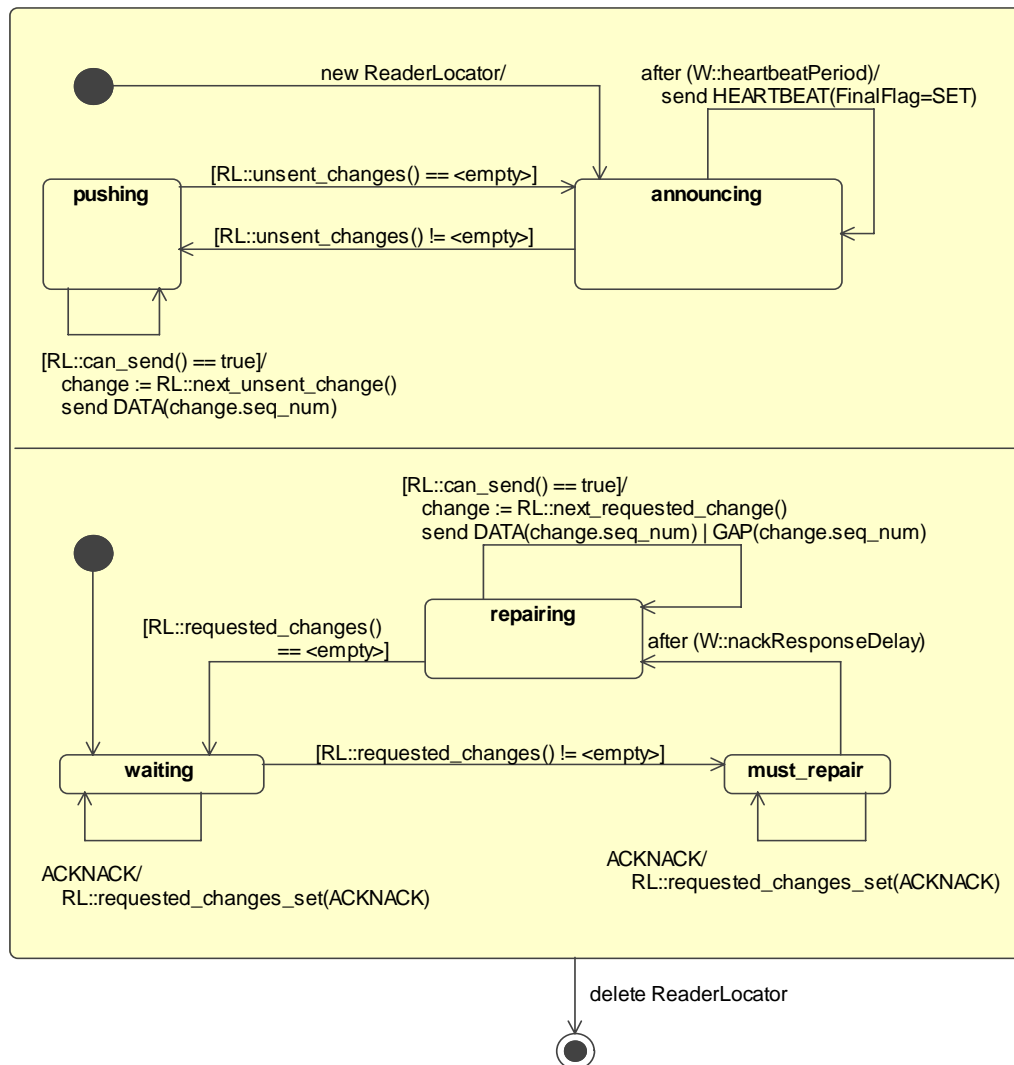 new ReaderLocator/
after (W::heartbeatPeriod)/
send HEARTBEAT(FinalFlag=SET)
[RL::unsent_changes() == <empty>]
pushing
announcing
[RL::unsent_changes() != <empty>]
[RL::can_send() == true]/
change := RL::next_unsent_change()
send DATA(change.seq_num)
[RL::can_send() == true]/
change := RL::next_requested_change()
send DATA(change.seq_num) | GAP(change.seq_num)
repairing
[RL::requested_changes()
== <empty>]
after (W::nackResponseDelay)
[RL::requested_changes() != <empty>]
waiting
must_repair
ACKNACK/
RL::requested_changes_set(ACKNACK)
ACKNACK/
RL::requested_changes_set(ACKNACK)
delete ReaderLocator